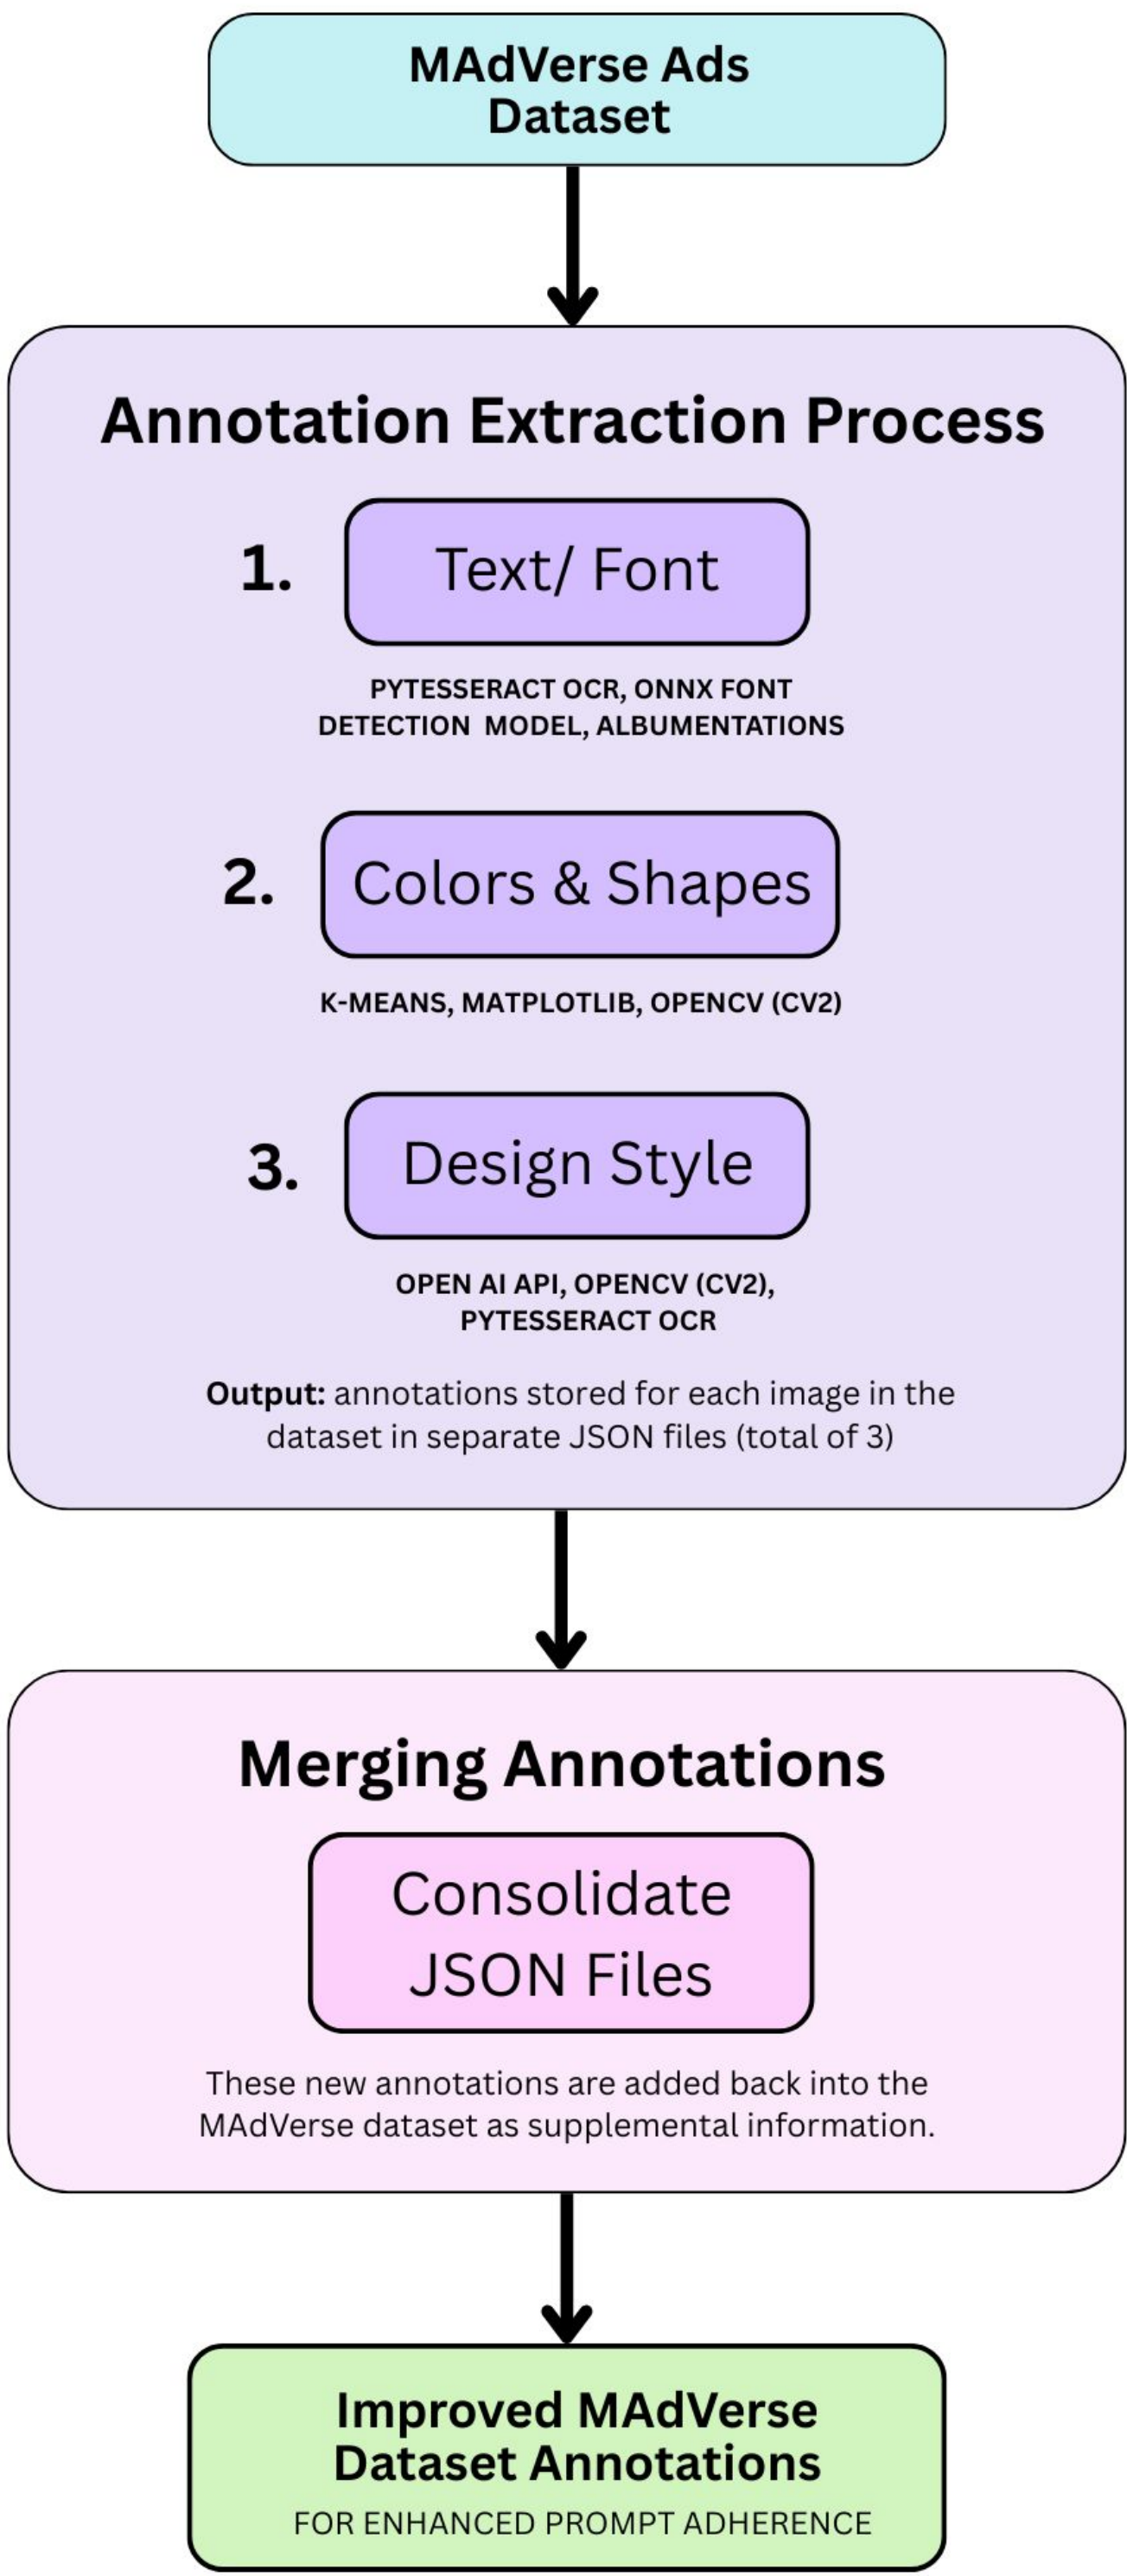 MAdVerse Ads
Dataset
Annotation Extraction Process
1.
Text/ Font
PYTESSERACT OCR, ONNX FONT
DETECTION MODEL, ALBUMENTATIONS
2.
Colors & Shapes
K-MEANS, MATPLOTLIB, OPENCV (CV2)
3.
Design Style
OPEN AI API, OPENCV (CV2),
PYTESSERACT OCR
Output: annotations stored for each image in the
dataset in separate JSON files (total of 3)
Merging Annotations
Consolidate
JSON Files
These new annotations are added back into the
MAdVerse dataset as supplemental information.
Improved MAdVerse
Dataset Annotations
FOR ENHANCED PROMPT ADHERENCE